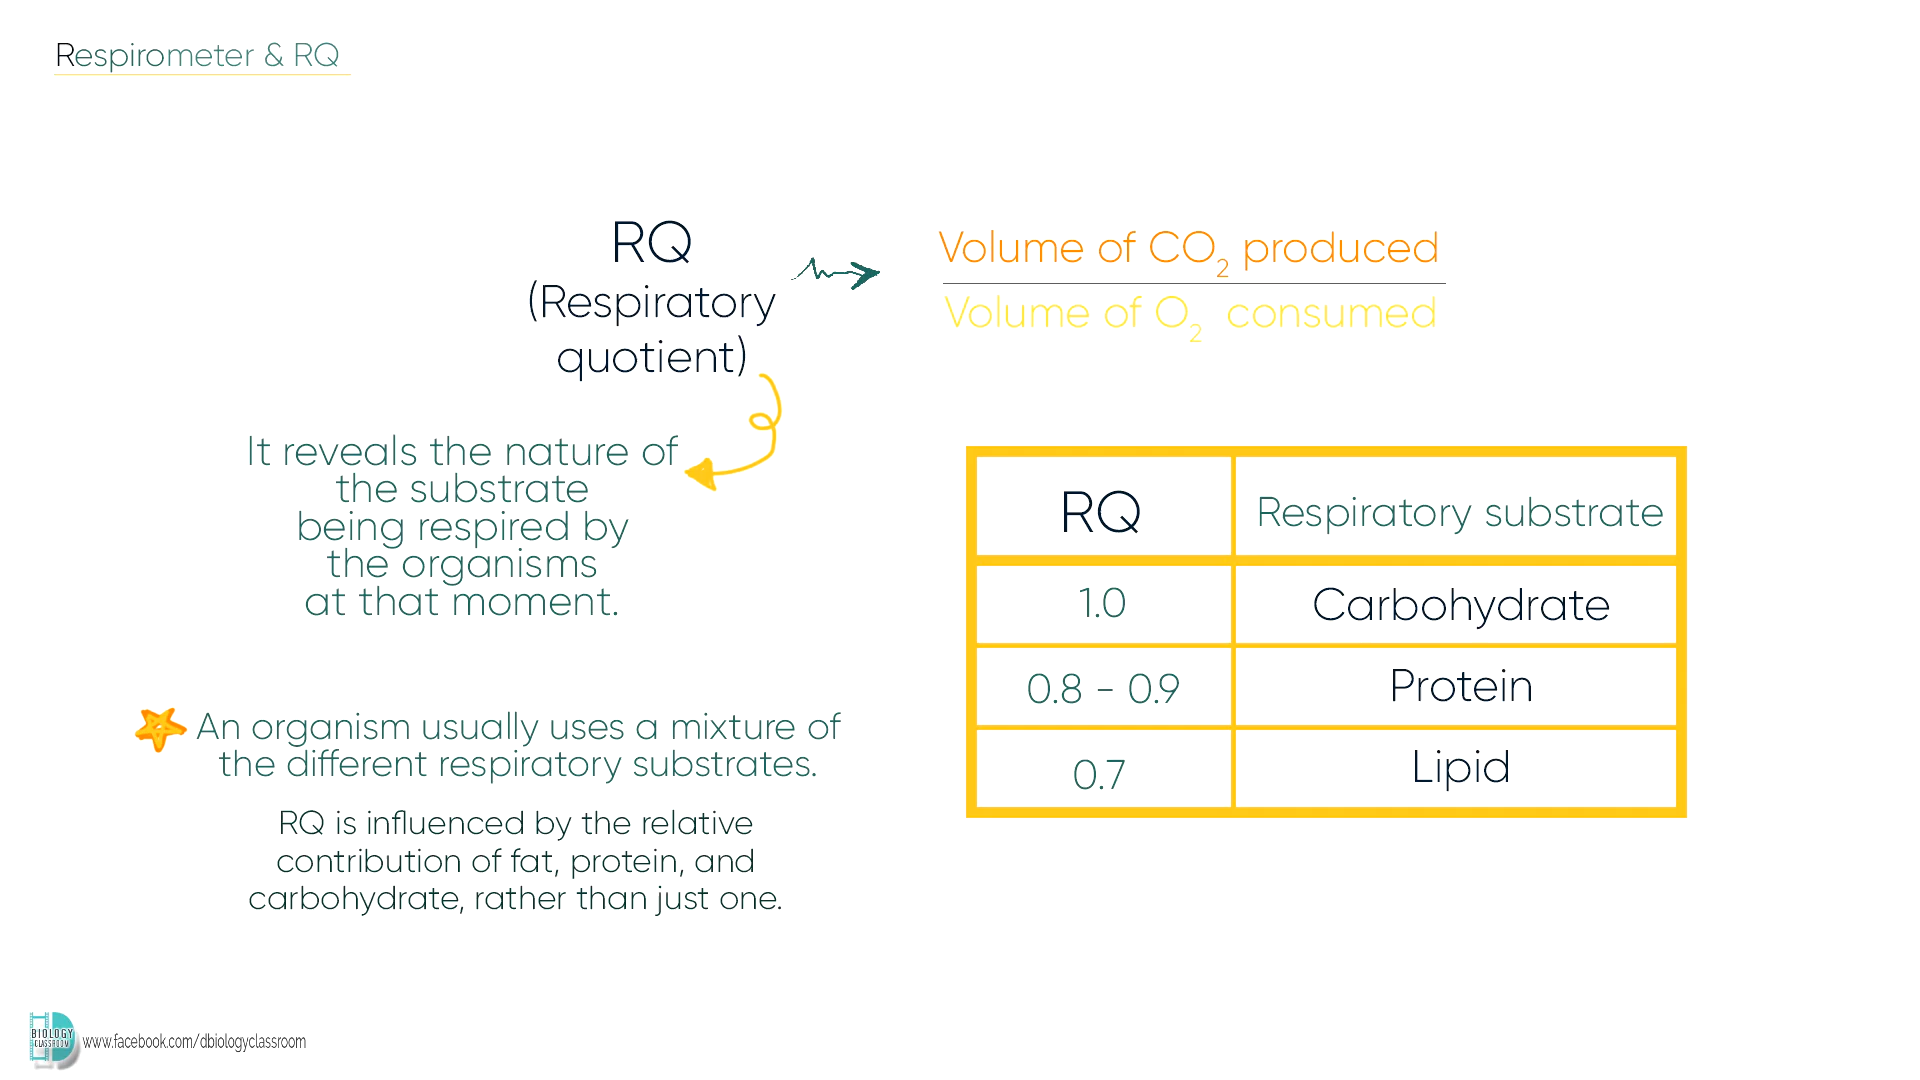 Respirometer & RQ
RQ
(Respiratory
quotient)
Volume of CO₂ produced
Volume of O₂ consumed
It reveals the nature of
the substrate
being respired by
the organisms
at that moment.
An organism usually uses a mixture of
the different respiratory substrates.
RQ is influenced by the relative
contribution of fat, protein, and
carbohydrate, rather than just one.
RQ Respiratory substrate
1.0 Carbohydrate
0.8 - 0.9 Protein
0.7 Lipid
BIOLOGY
CLASSROOM
www.facebook.com/dbiologyclassroom